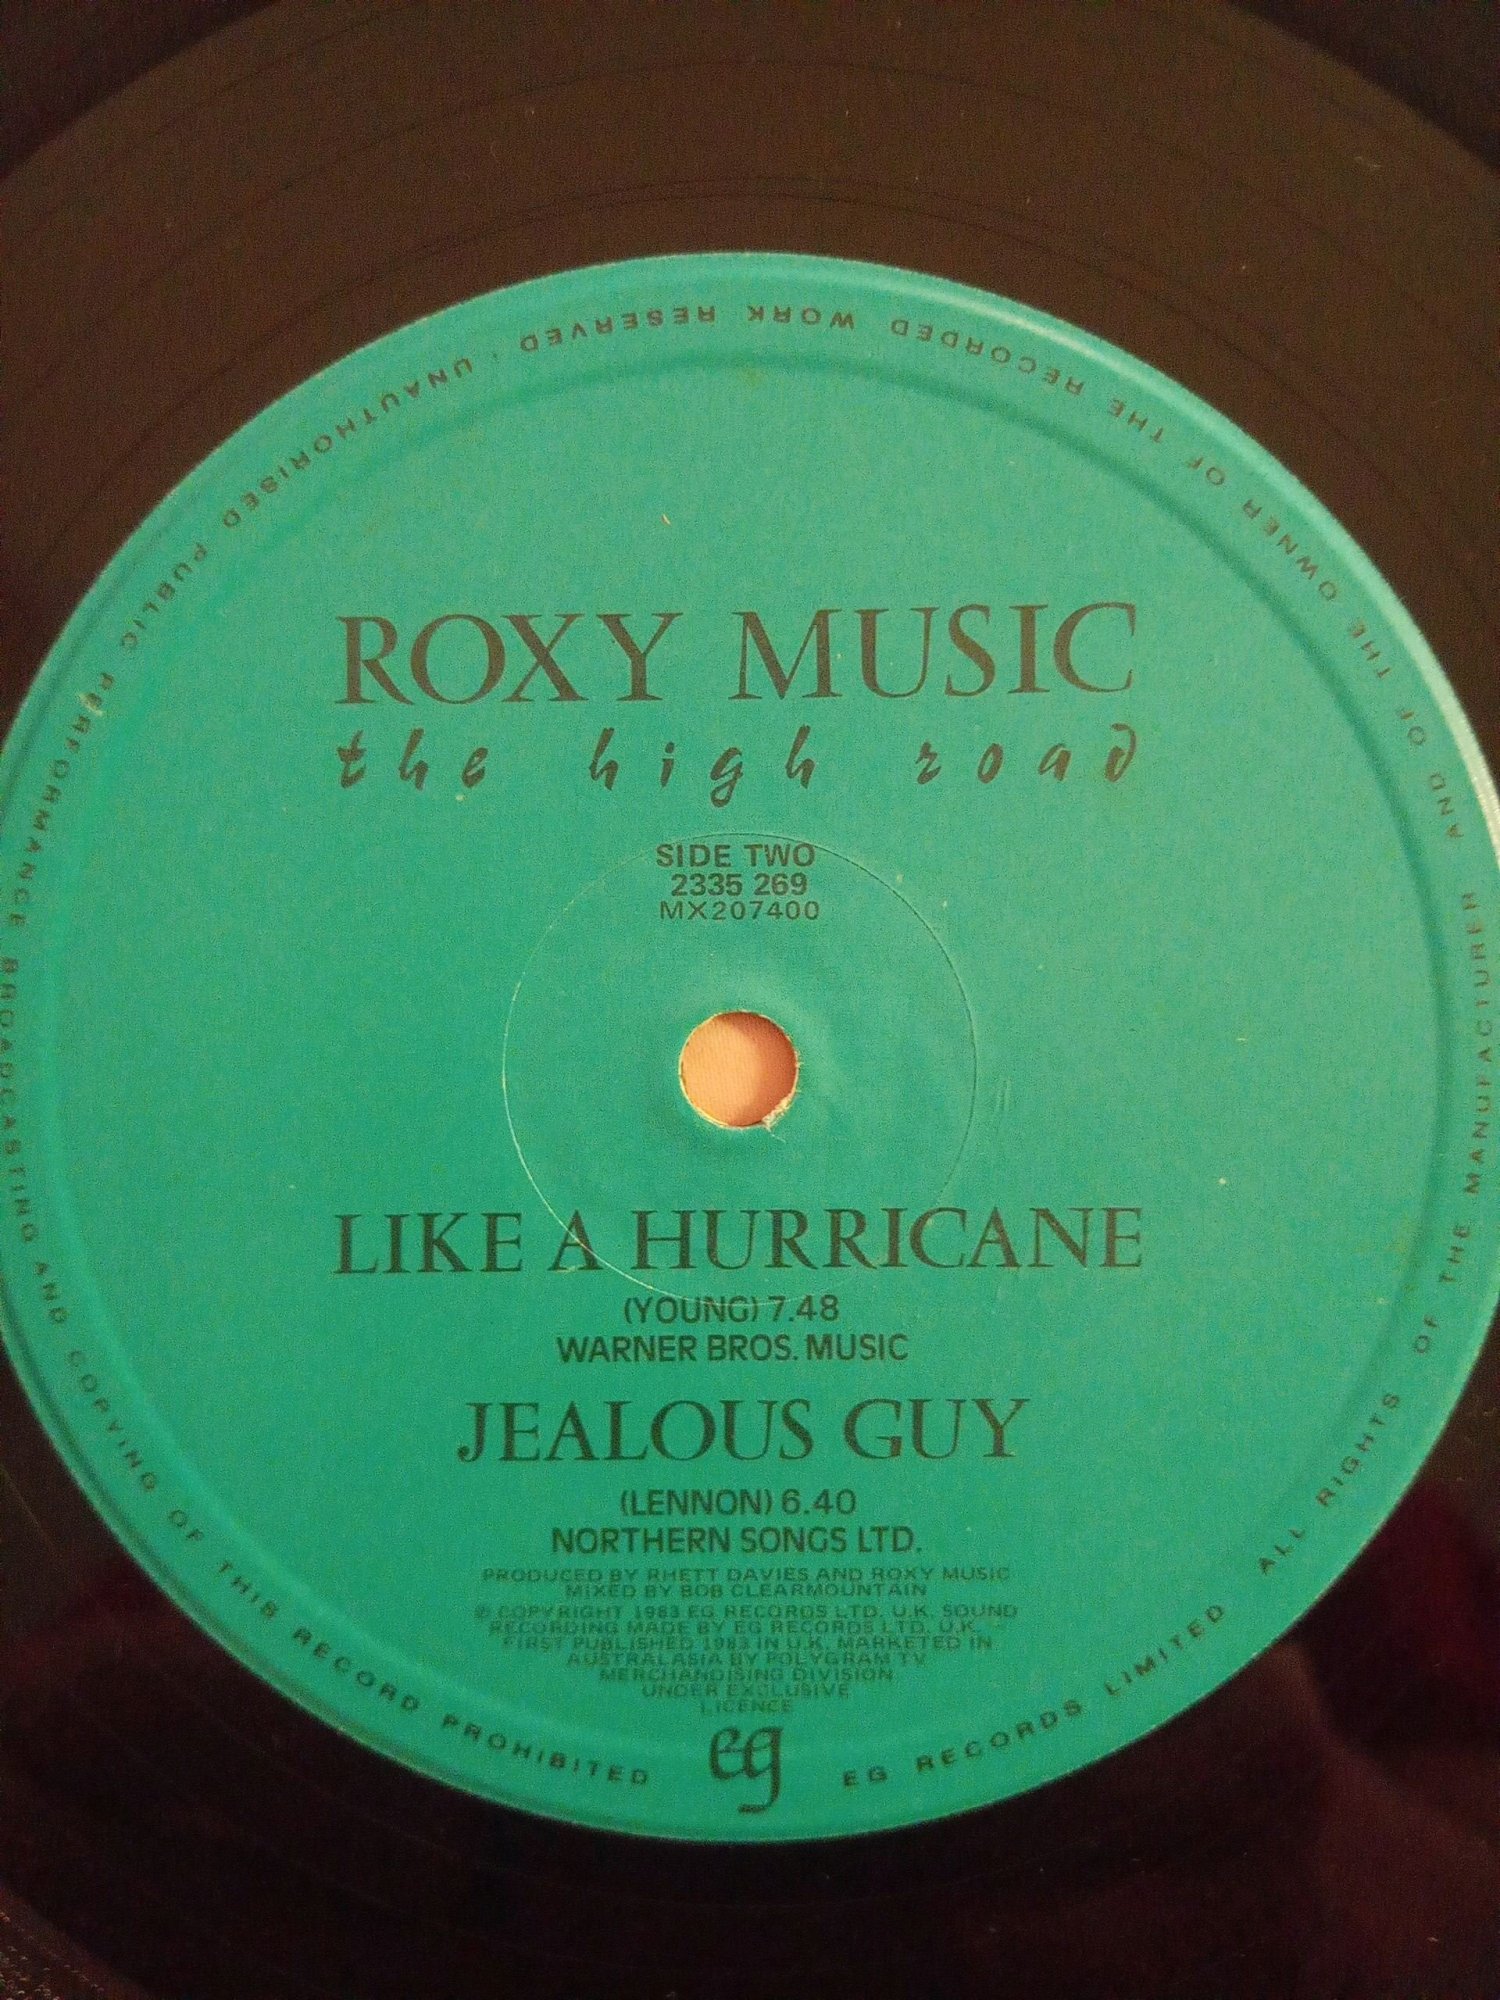 ROXY MUSIC
the high road
SIDE TWO
2335 269
MX207400
LIKE A HURRICANE
(YOUNG) 7.48
WARNER BROS. MUSIC
JEALOUS GUY
(LENNON) 6.40
NORTHERN SONGS LTD.
PRODUCED BY RHETT DAVIES AND ROXY MUSIC
MIXED BY BOB CLEARMOUNTAIN
© COPYRIGHT 1983 EG RECORDS LTD. U.K. SOUND
RECORDING MADE BY EG RECORDS LTD. U.K.
FIRST PUBLISHED 1983 IN U.K. MARKETED IN
AUSTRALASIA BY POLYGRAM TV
MERCHANDISING DIVISION
UNDER EXCLUSIVE
LICENCE
eg
EG RECORDS LIMITED ALL RIGHTS OF THE MANUFACTURER AND OF THE OWNER OF THE RECORDED WORK RESERVED · UNAUTHORISED PUBLIC PERFORMANCE BROADCASTING AND COPYING OF THIS RECORD PROHIBITED